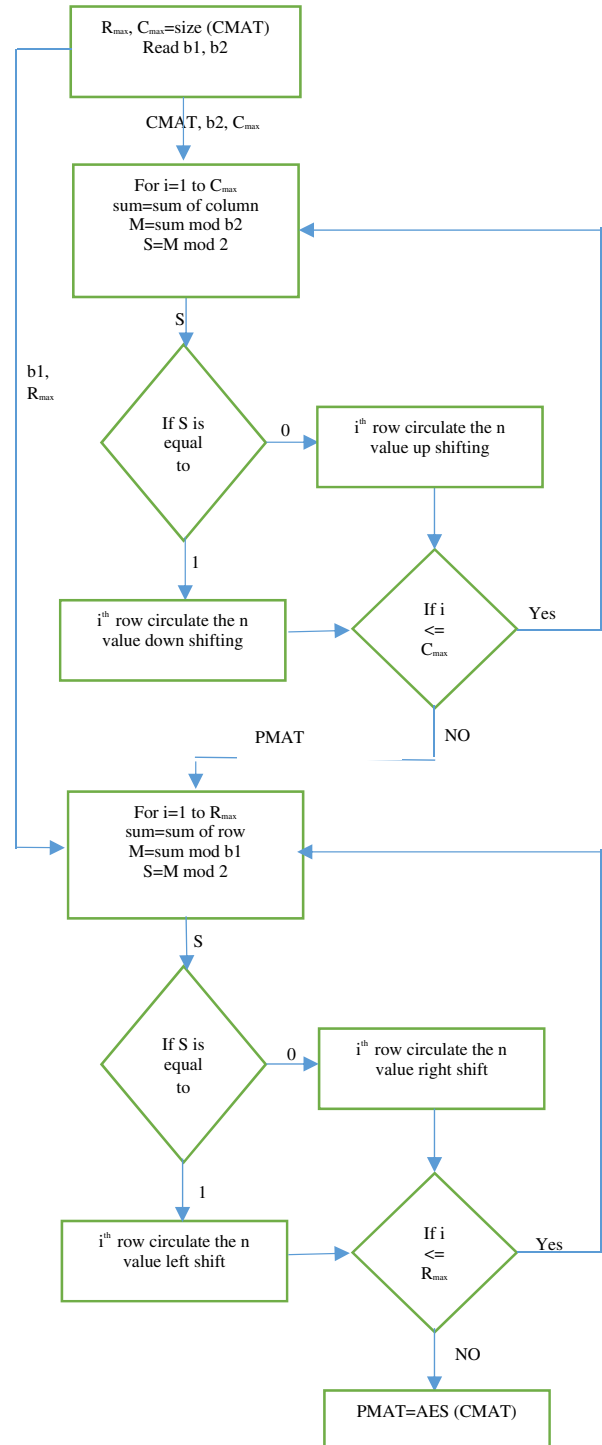 Rmax, Cmax=size (CMAT)
Read b1, b2
CMAT, b2, Cmax
For i=1 to Cmax
sum=sum of column
M=sum mod b2
S=M mod 2
S
b1,
Rmax
If S is
equal
to
0
ith row circulate the n
value up shifting
1
ith row circulate the n
value down shifting
If i
<=
Cmax
Yes
NO
PMAT
For i=1 to Rmax
sum=sum of row
M=sum mod b1
S=M mod 2
S
If S is
equal
to
0
ith row circulate the n
value right shift
1
ith row circulate the n
value left shift
If i
<=
Rmax
Yes
NO
PMAT=AES (CMAT)